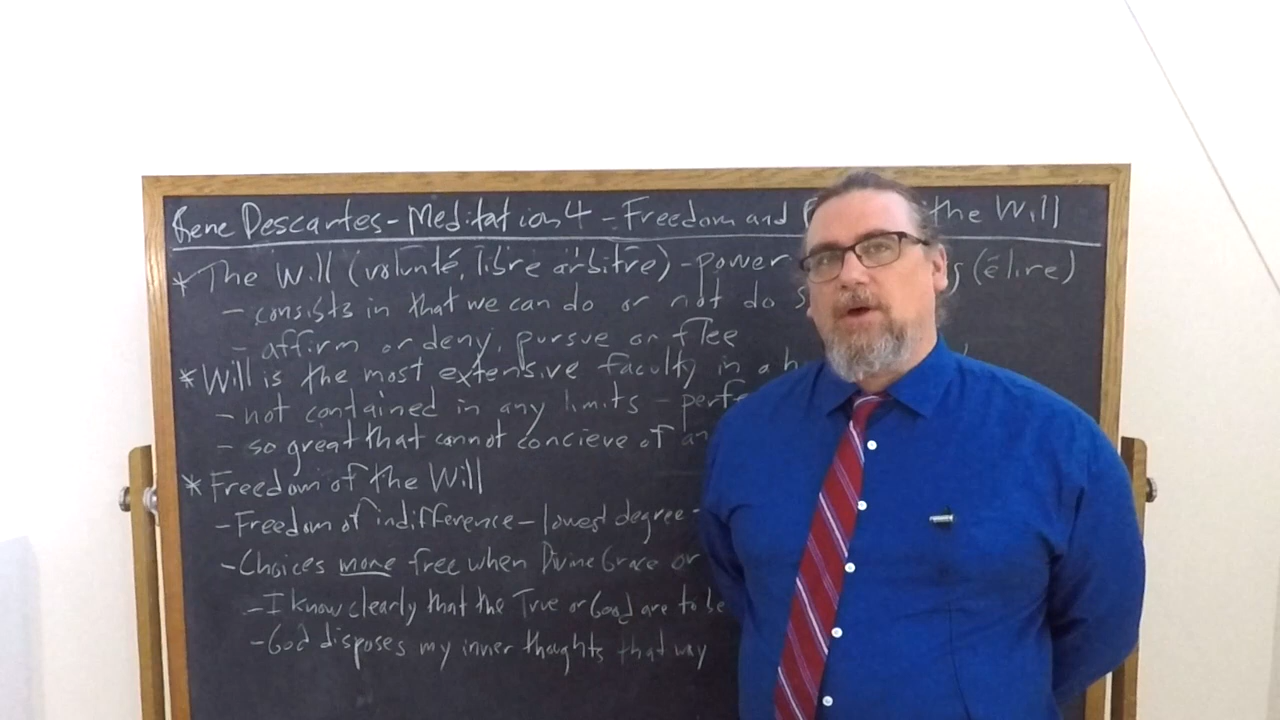 Rene Descartes - Meditation 4 - Freedom and the Will
* The Will (volunté, libre arbitre) - power (élire)
- consists in that we can do or not do s
- affirm or deny, pursue or flee
* Will is the most extensive faculty in a h
- not contained in any limits - perfe
- so great that cannot concieve of an
* Freedom of the Will
- Freedom of indifference - lowest degree -
- Choices more free when Divine Grace or
- I know clearly that the True or Good are to be
- God disposes my inner thoughts that way